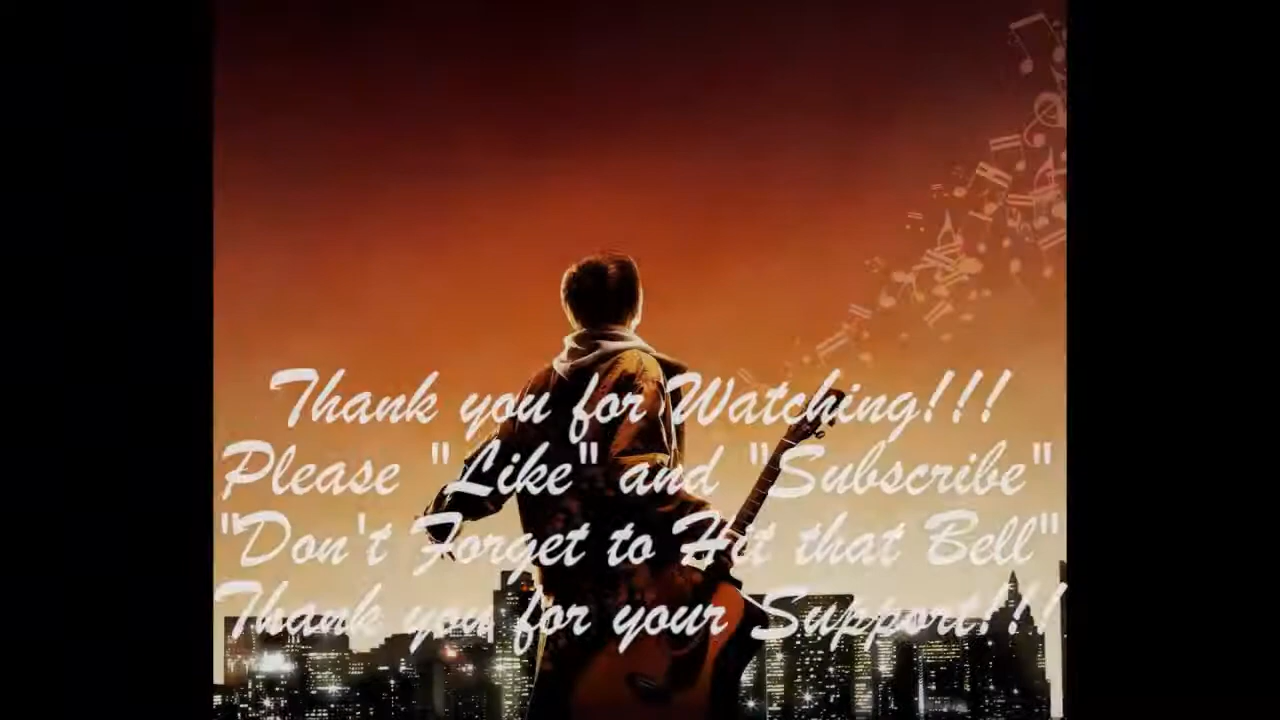 Thank you for Watching!!!
Please "Like" and "Subscribe"
"Don't Forget to Hit that Bell"
Thank you for your Support!!!